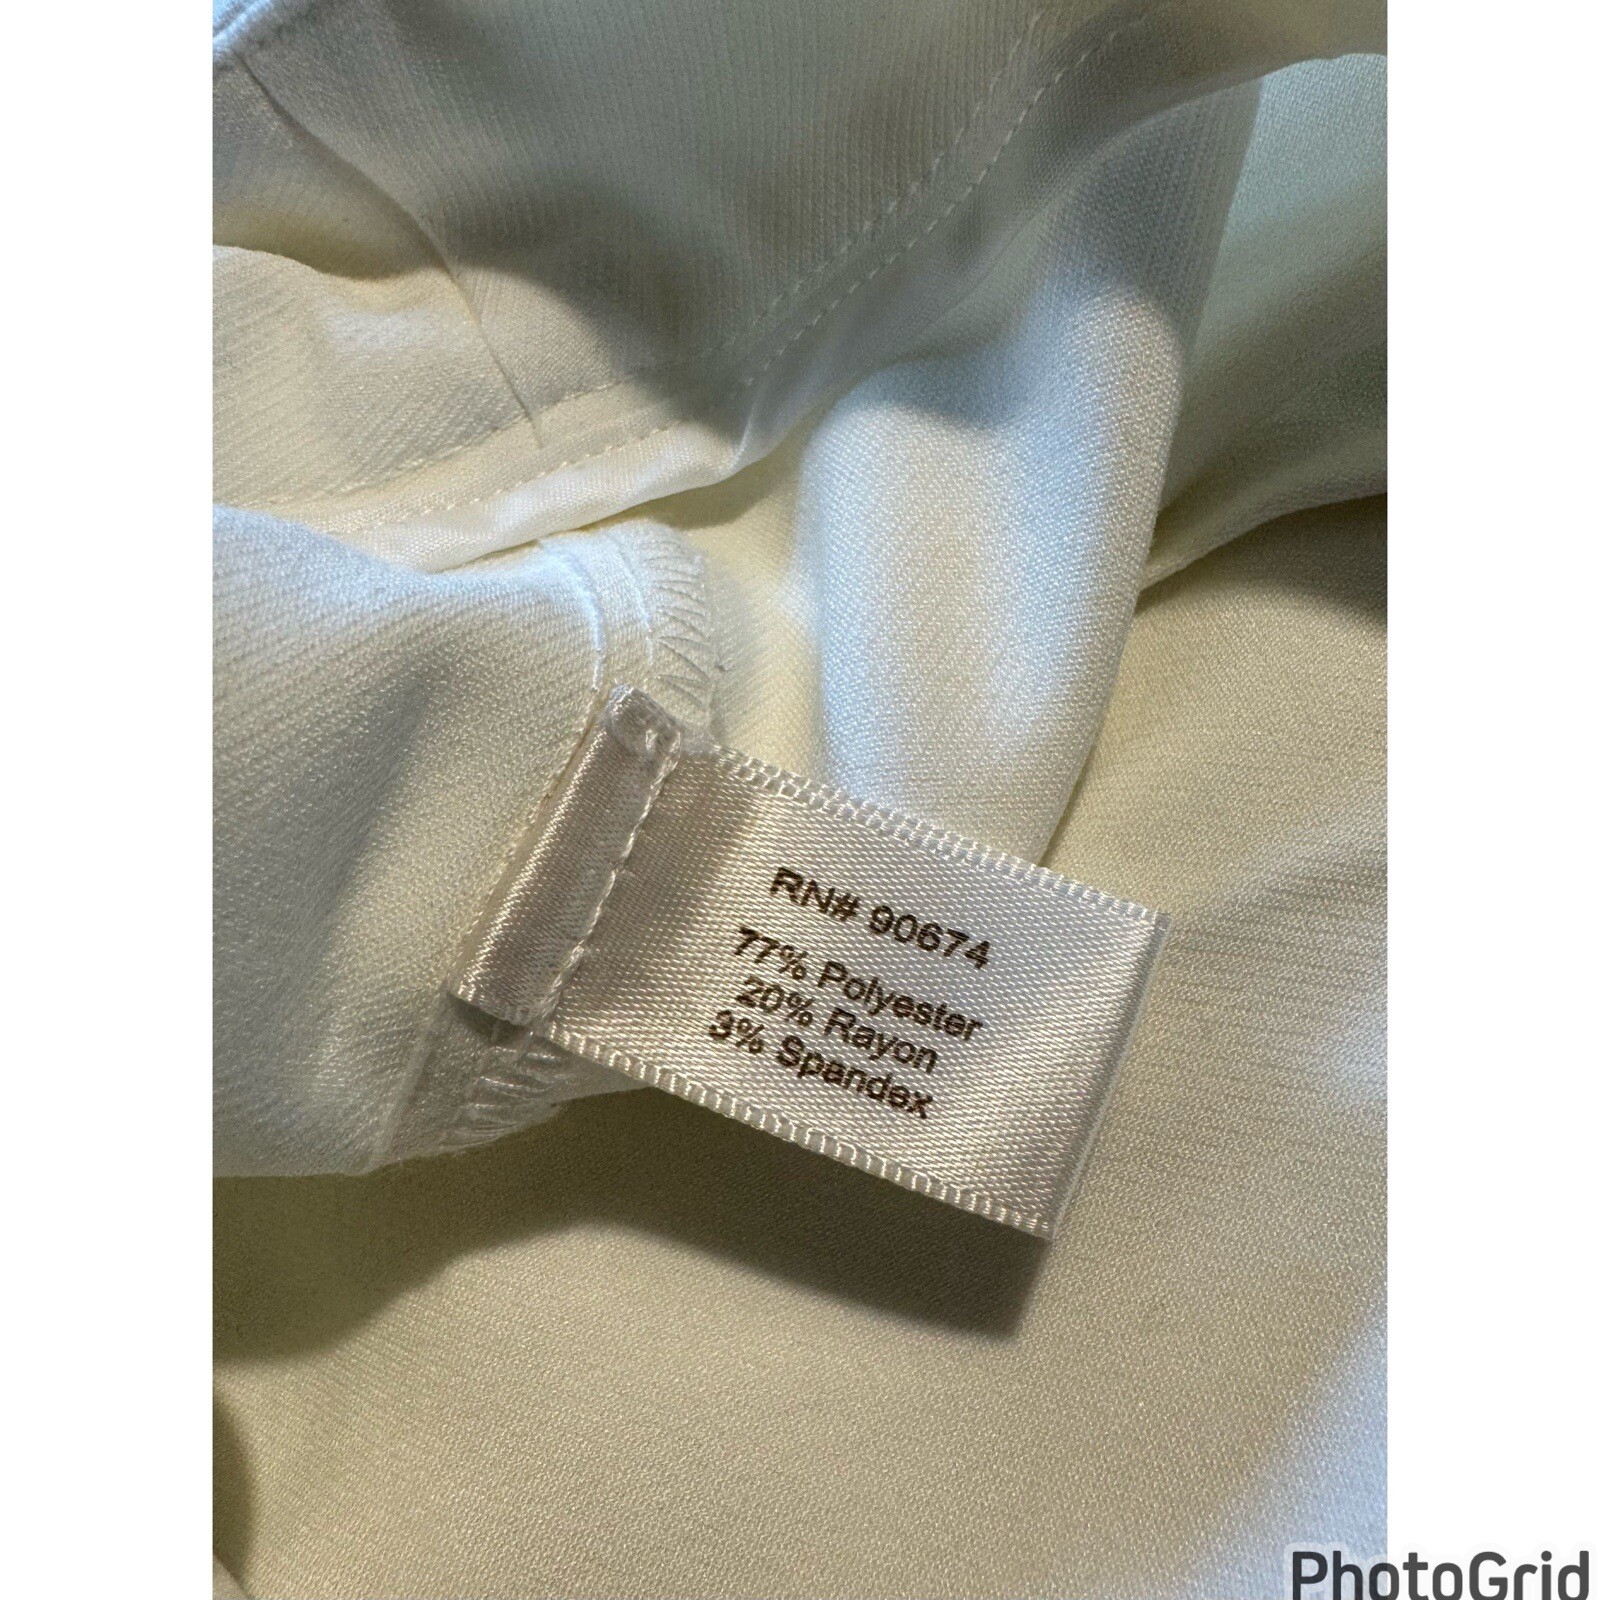 RN# 90674
77% Polyester
20% Rayon
3% Spandex
PhotoGrid